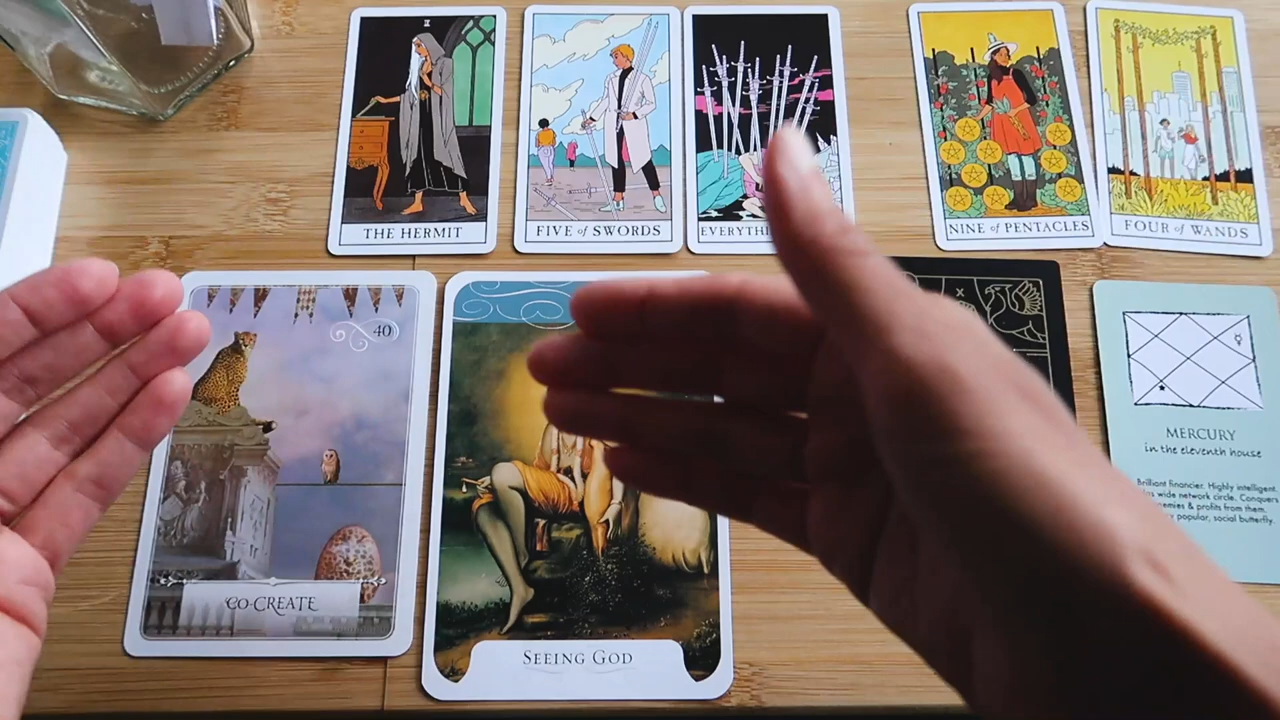 THE HERMIT
FIVE of SWORDS
NINE of PENTACLES
FOUR of WANDS
40
CO-CREATE
SEEING GOD
X
MERCURY
in the eleventh house
Brilliant financier. Highly intelligent.
wide network circle. Conquers
& profits from them.
popular, social butterfly.